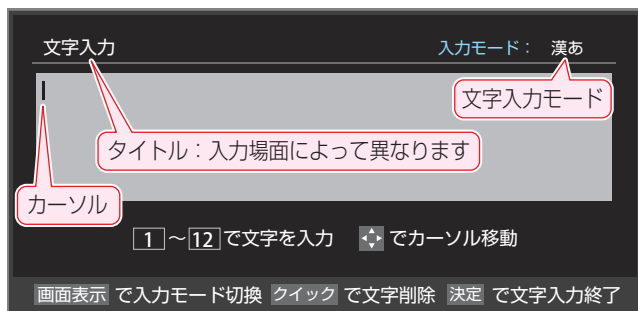 文字入力 入力モード： 漢あ
文字入力モード
タイトル：入力場面によって異なります
カーソル
1～12で文字を入力 でカーソル移動
画面表示 で入力モード切換 クイック で文字削除 決定 で文字入力終了